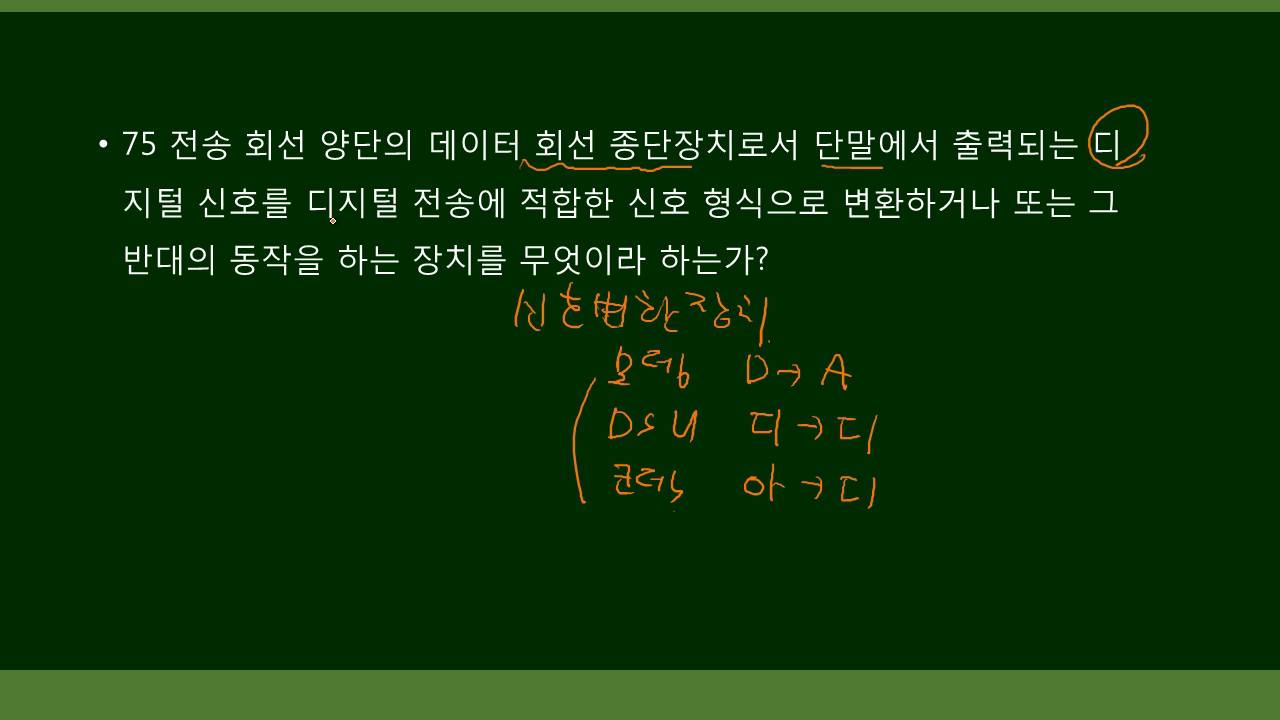 • 75 전송 회선 양단의 데이터 회선 종단장치로서 단말에서 출력되는 디
지털 신호를 디지털 전송에 적합한 신호 형식으로 변환하거나 또는 그
반대의 동작을 하는 장치를 무엇이라 하는가?
신호변환장치
모뎀 D→A
DSU 디→디
코덱 아→디